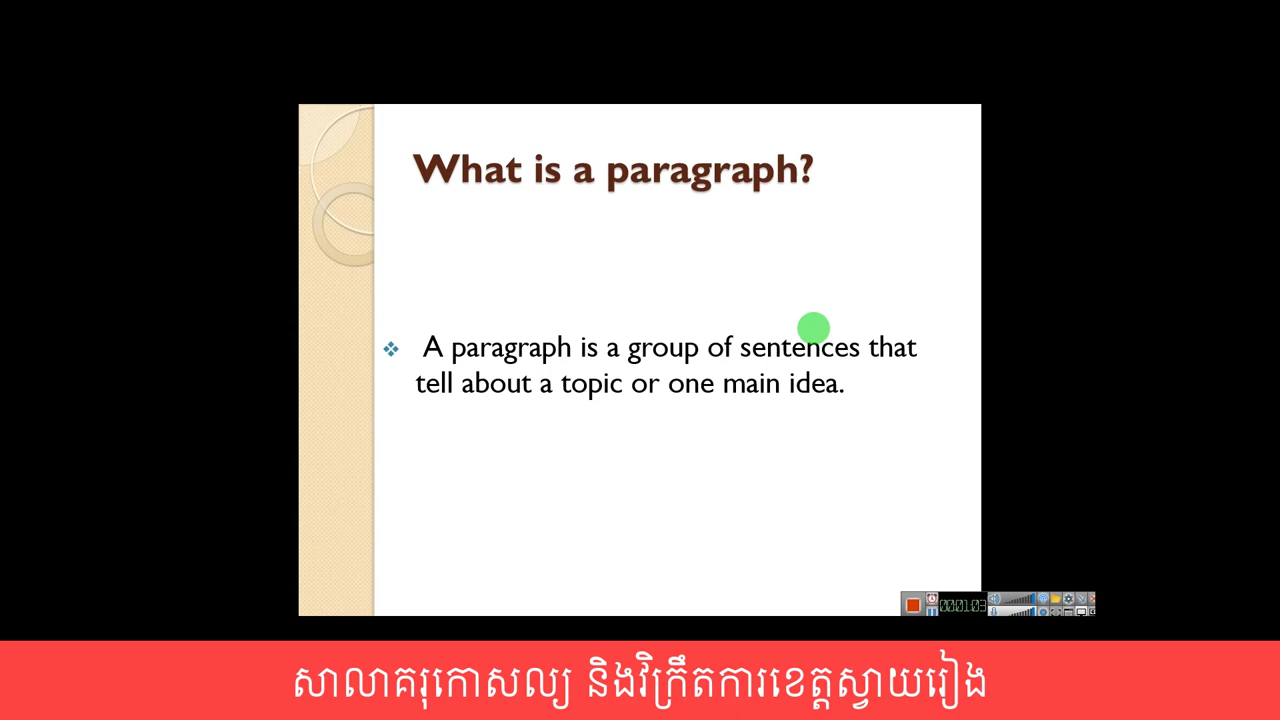 What is a paragraph?
❖ A paragraph is a group of sentences that
tell about a topic or one main idea.
000103
សាលាគរុកោសល្យ និងវិក្រឹតការខេត្តស្វាយរៀង